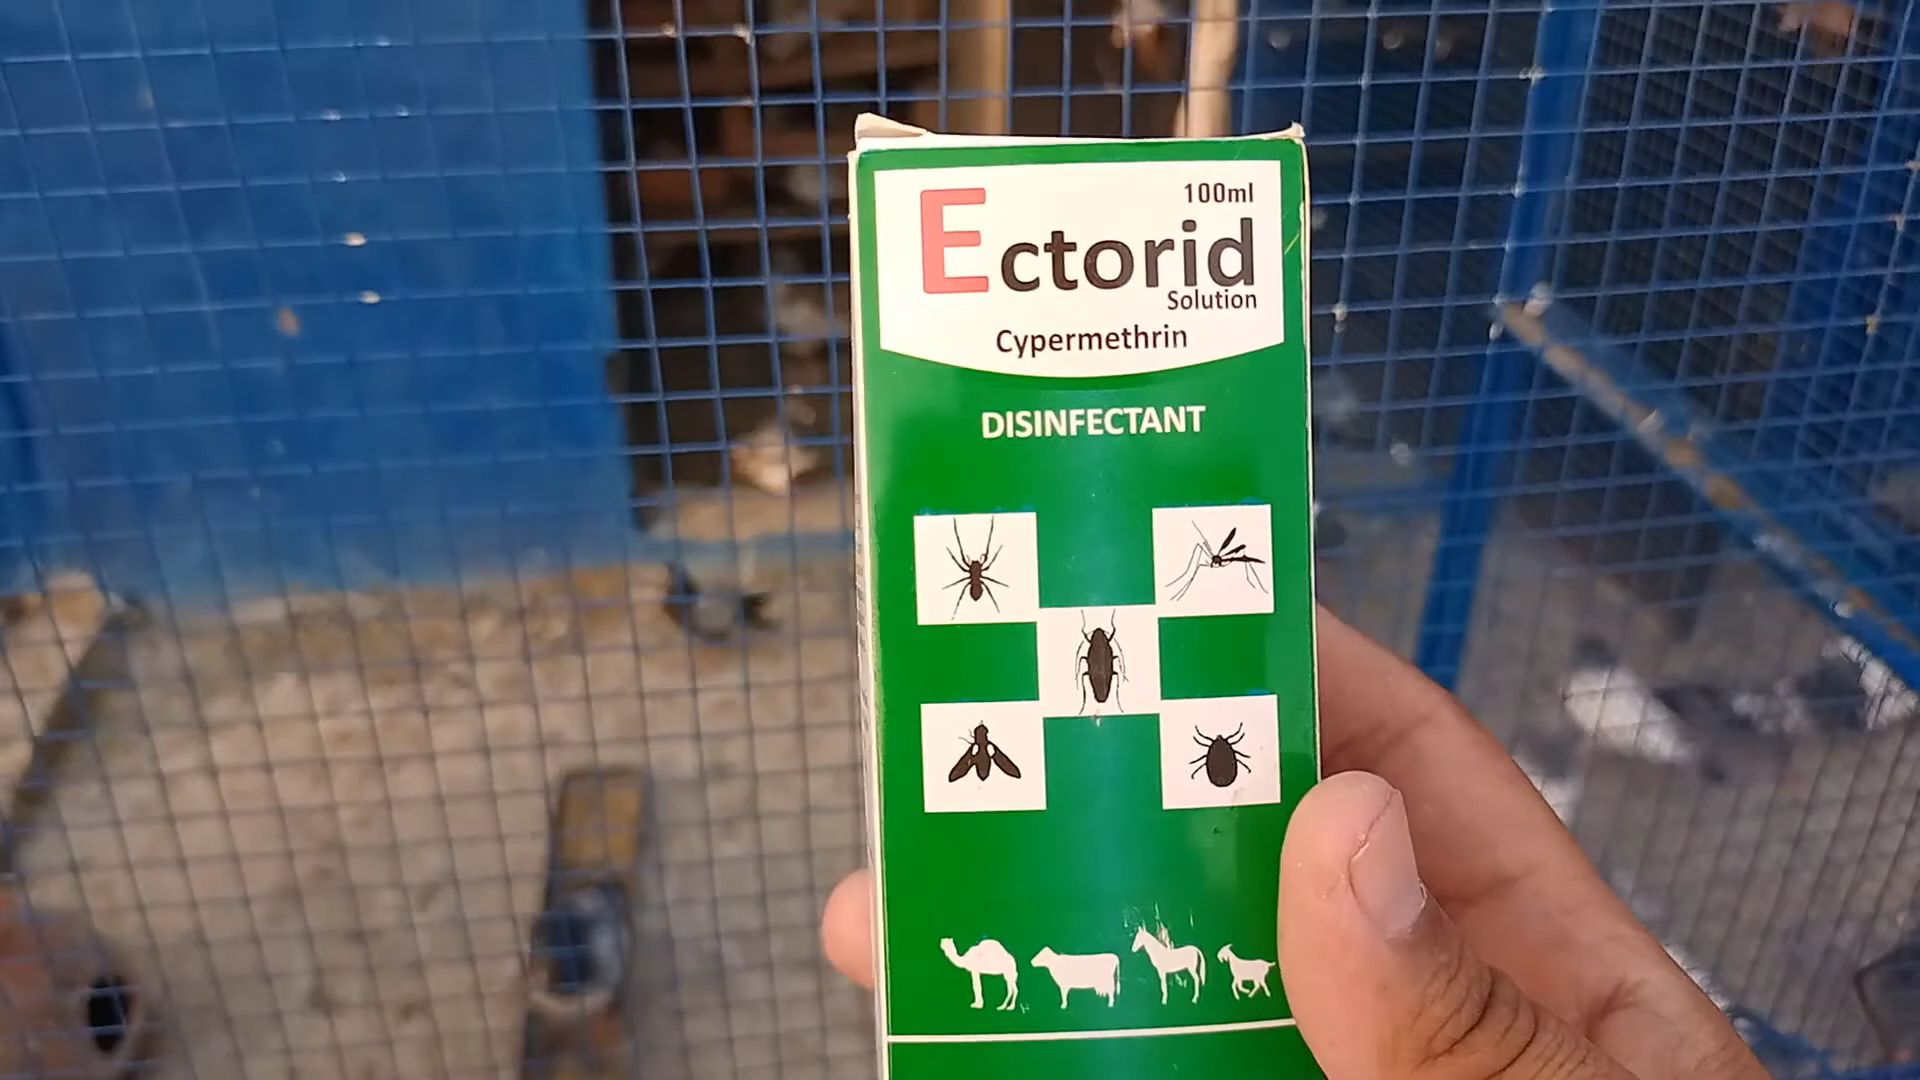 100ml
Ectorid
Solution
Cypermethrin
DISINFECTANT